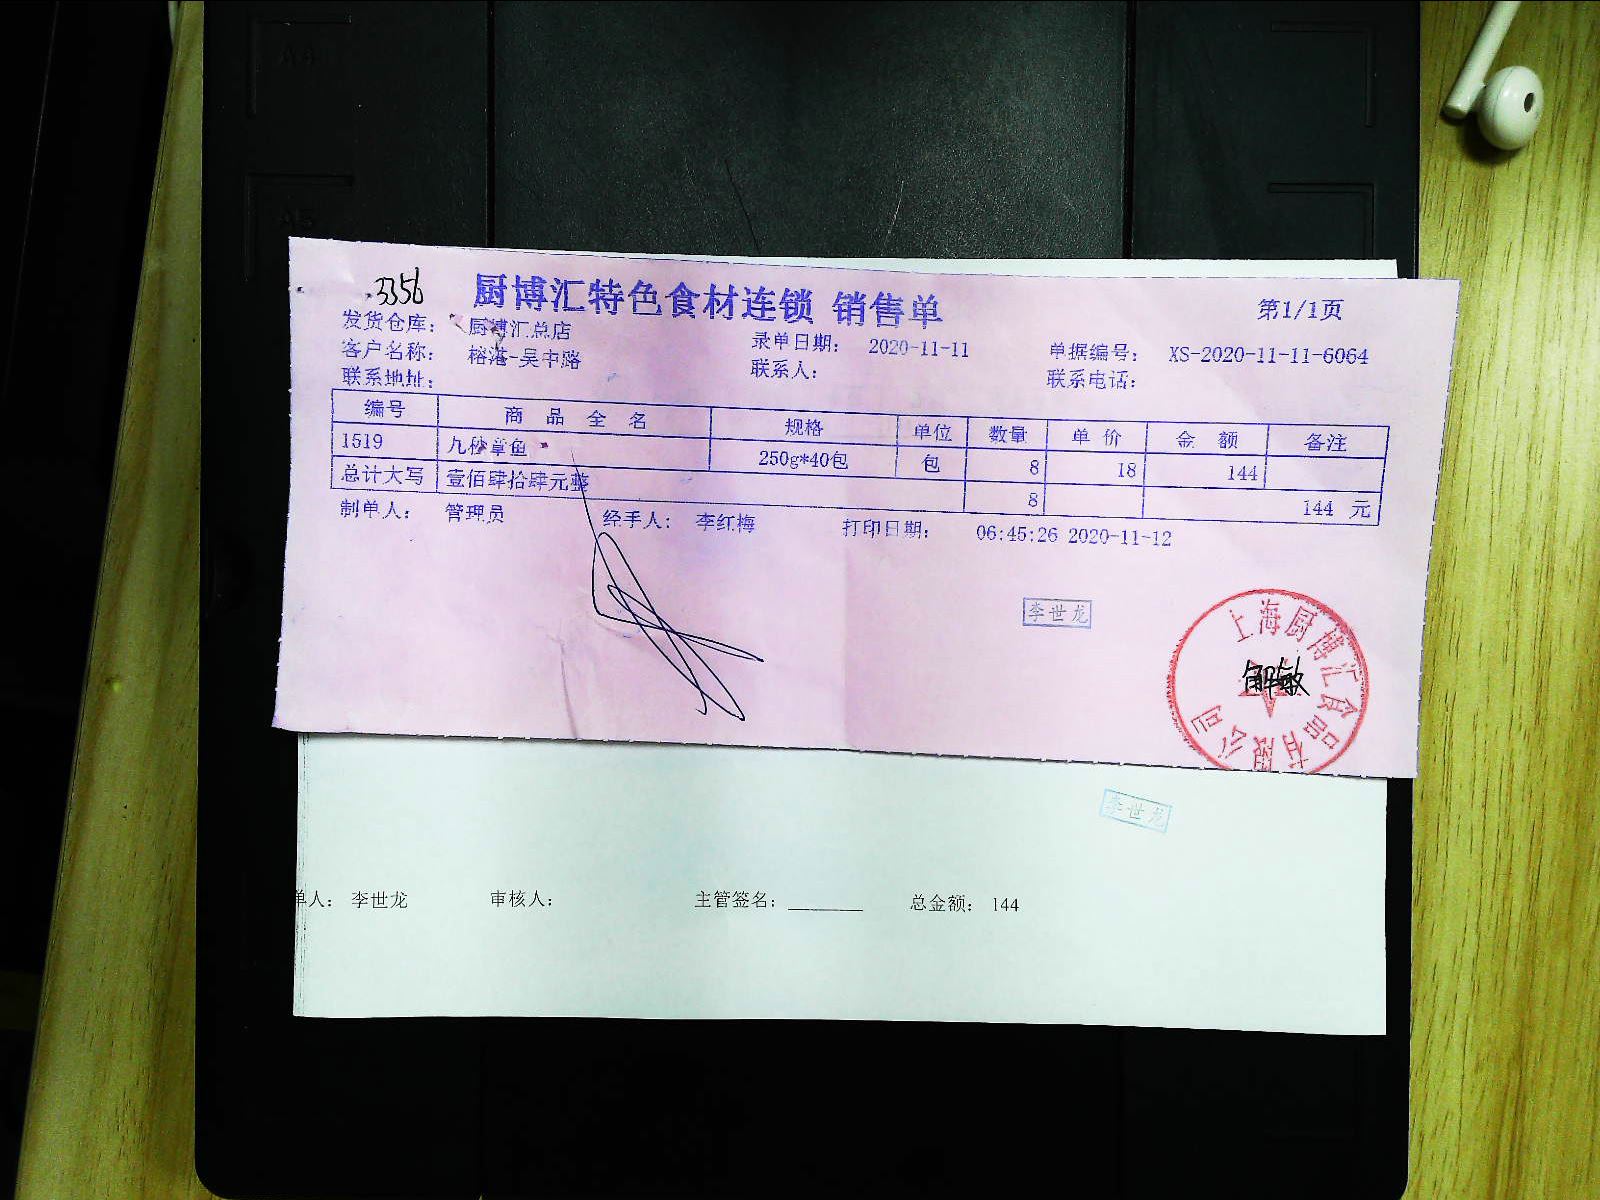 3356
厨博汇特色食材连锁 销售单
第1/1页
发货仓库： 厨博汇总店
录单日期： 2020-11-11
单据编号： XS-2020-11-11-6064
客户名称： 榕港-吴中路
联系人：
联系电话：
联系地址：
编号 商品全名 规格 单位 数量 单价 金额 备注
1519 九秒章鱼 250g*40包 包 8 18 144
总计大写 壹佰肆拾肆元整 8 144 元
制单人： 管理员 经手人： 李红梅 打印日期： 06:45:26 2020-11-12
李世龙
上海厨博汇食品有限公司
李世龙
单人： 李世龙 审核人： 主管签名：________ 总金额： 144